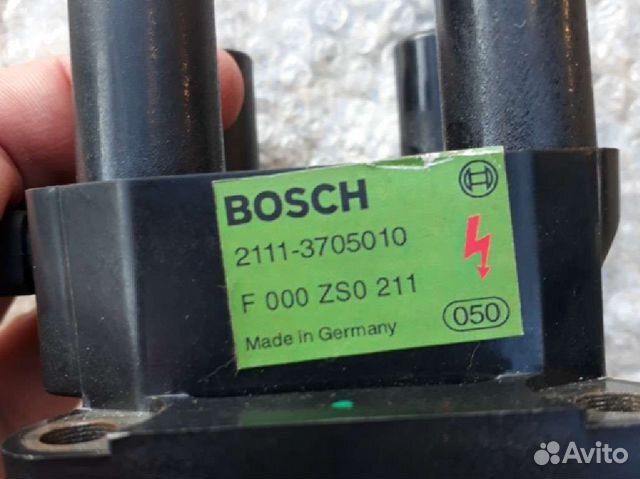 BOSCH
2111-3705010
F 000 ZS0 211
Made in Germany
050
Avito